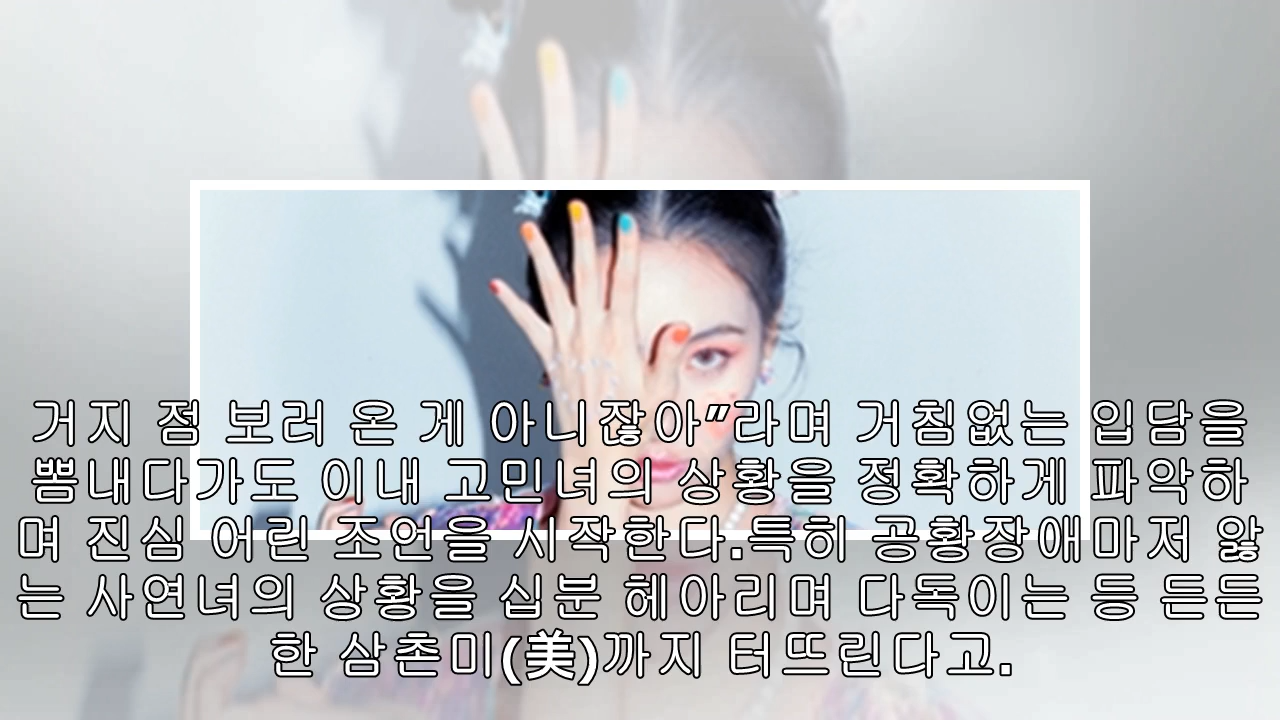 거지 점 보러 온 게 아니잖아”라며 거침없는 입담을
뽐내다가도 이내 고민녀의 상황을 정확하게 파악하
며 진심 어린 조언을 시작한다.특히 공황장애마저 앓
는 사연녀의 상황을 십분 헤아리며 다독이는 등 든든
한 삼촌미(美)까지 터뜨린다고.